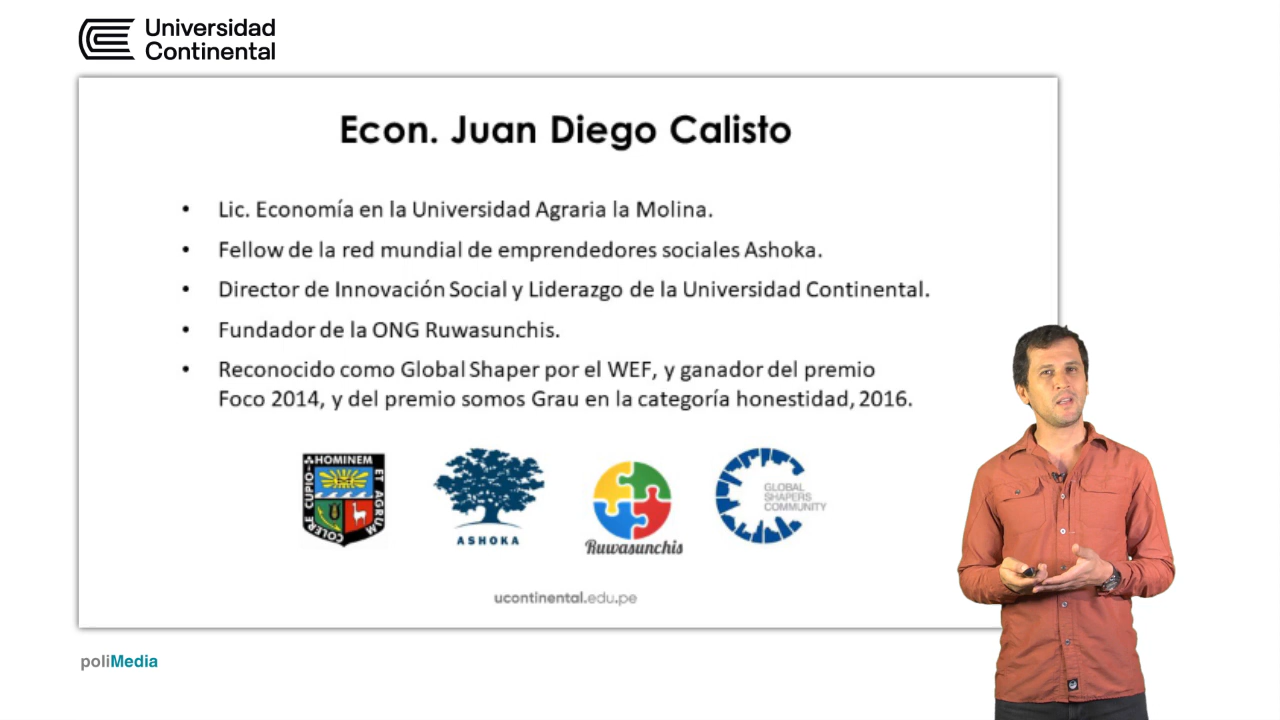 Universidad
Continental
Econ. Juan Diego Calisto
• Lic. Economía en la Universidad Agraria la Molina.
• Fellow de la red mundial de emprendedores sociales Ashoka.
• Director de Innovación Social y Liderazgo de la Universidad Continental.
• Fundador de la ONG Ruwasunchis.
• Reconocido como Global Shaper por el WEF, y ganador del premio
Foco 2014, y del premio somos Grau en la categoría honestidad, 2016.
COLERE CUPIO HOMINEM ET AGRUM
ASHOKA
Ruwasunchis
GLOBAL
SHAPERS
COMMUNITY
ucontinental.edu.pe
poliMedia